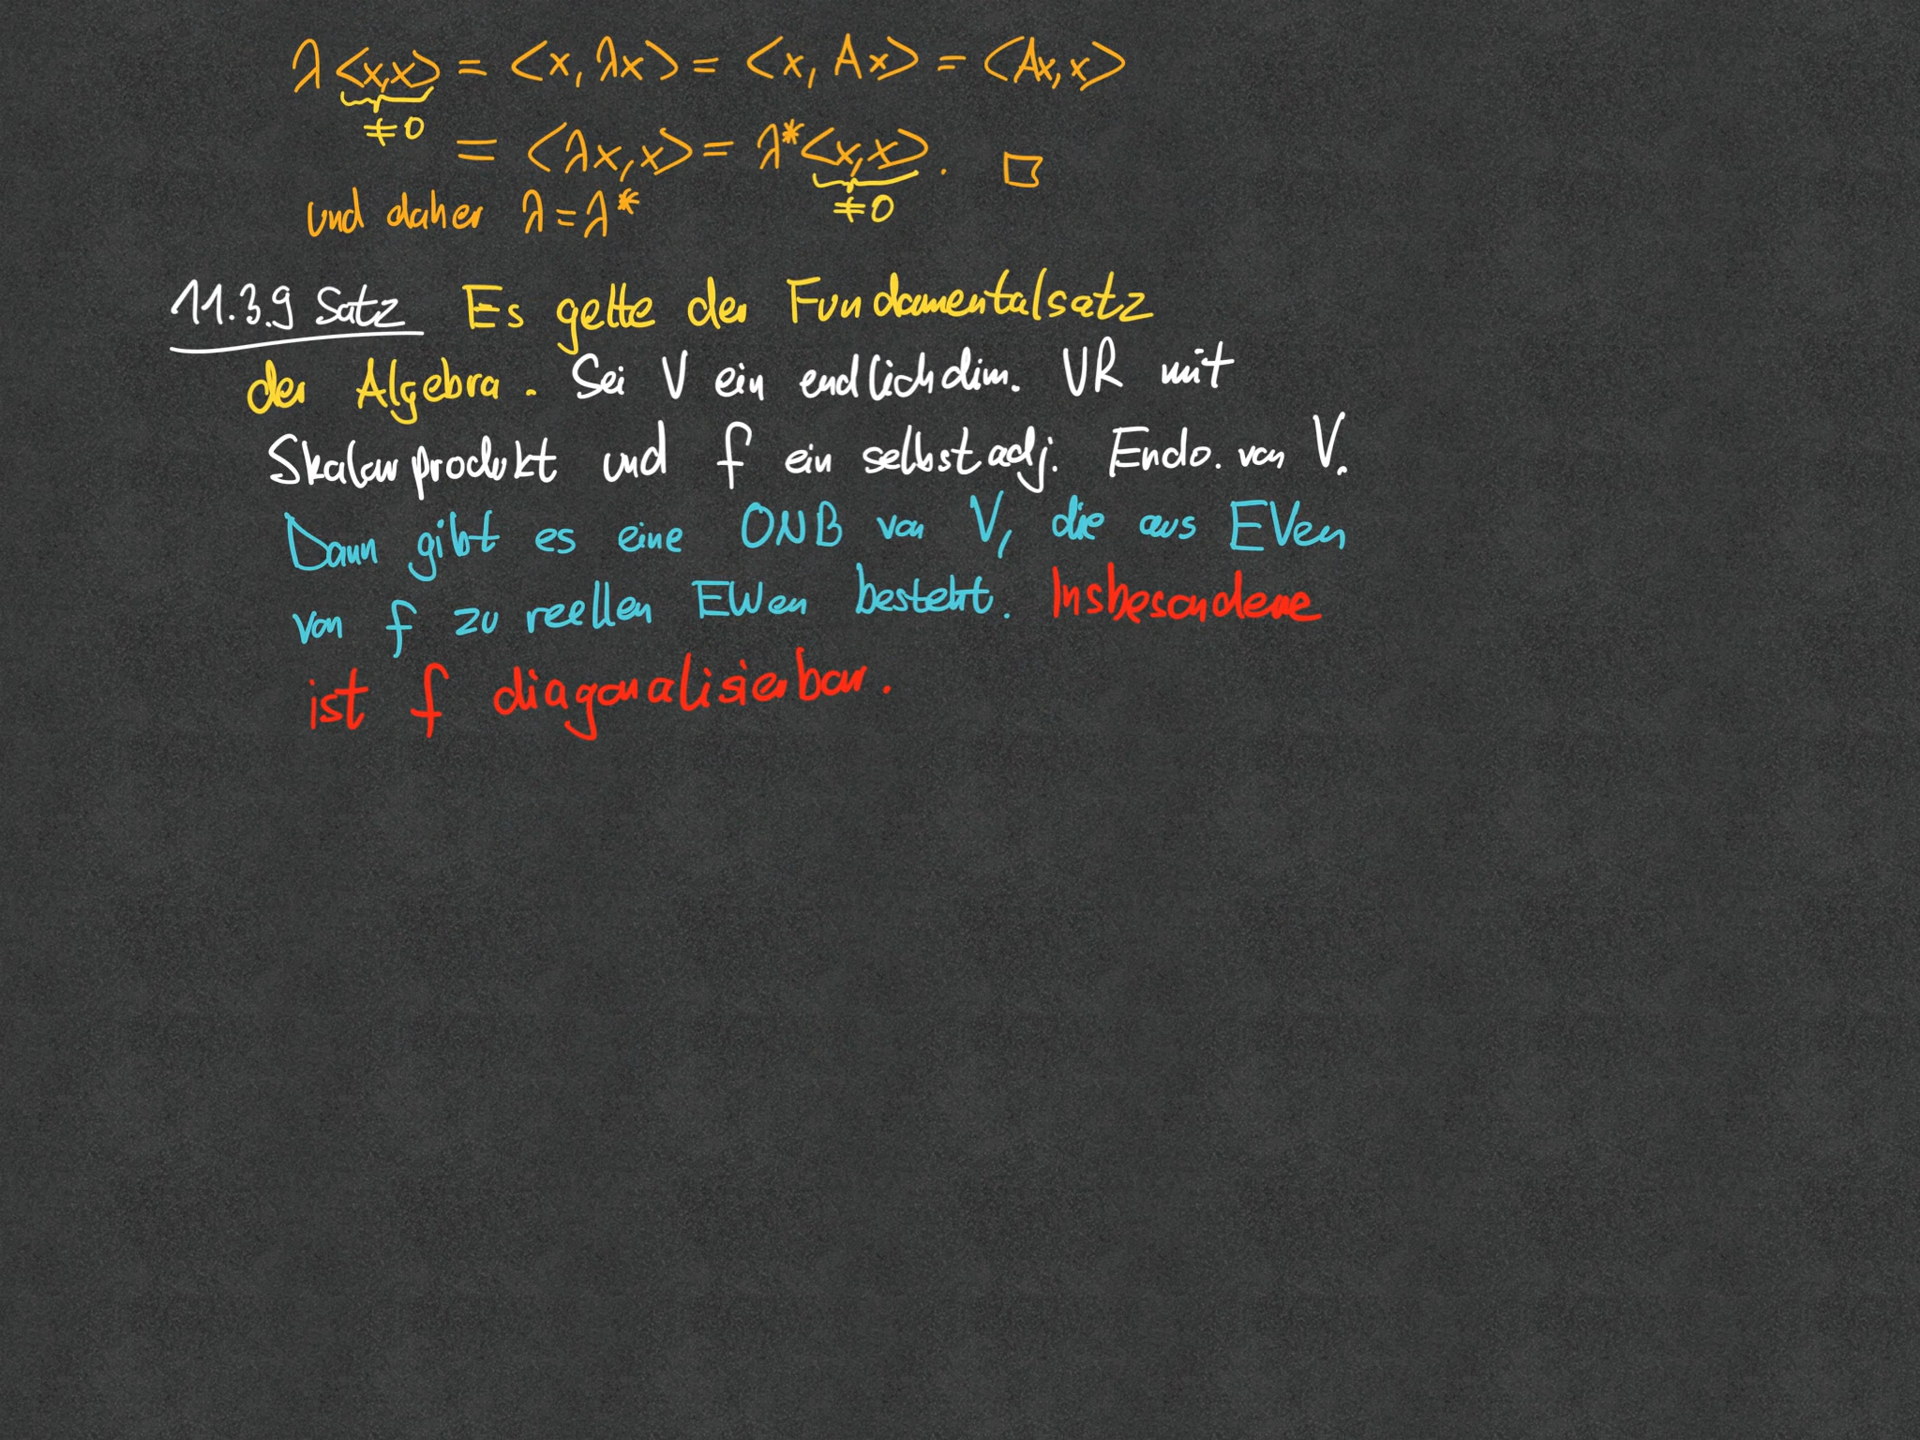 λ <x,x> = <x, λx> = <x, Ax> = <Ax, x>
≠0
= <λx, x> = λ* <x,x>. □
≠0
und daher λ = λ*
11.3.9 Satz Es gelte der Fundamentalsatz
der Algebra. Sei V ein endlichdim. VR mit
Skalarprodukt und f ein selbstadj. Endo. von V.
Dann gibt es eine ONB von V, die aus EVen
von f zu reellen EWen besteht. Insbesondere
ist f diagonalisierbar.